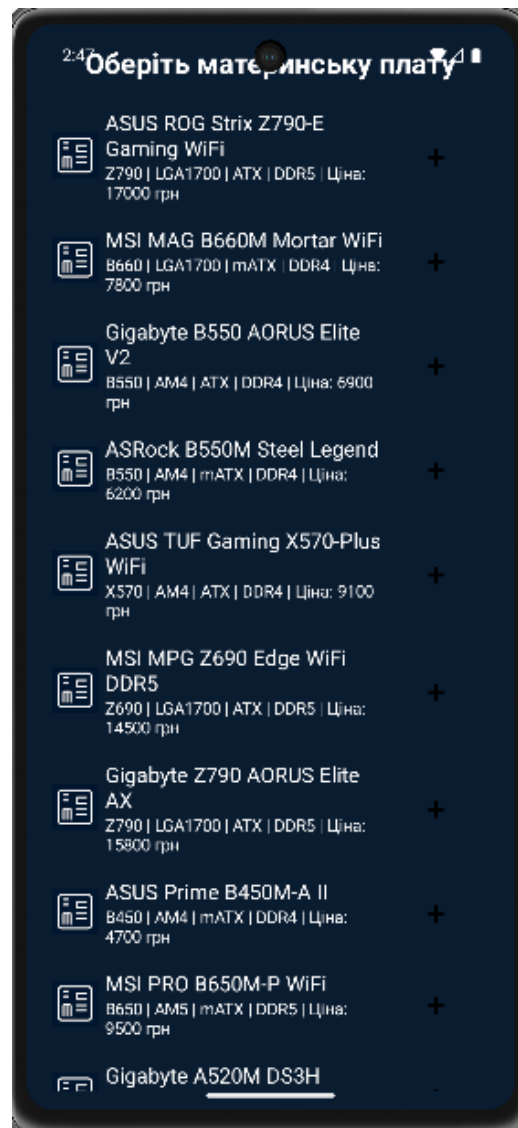 2:47
Оберіть материнську плату
ASUS ROG Strix Z790-E
Gaming WiFi
Z790 | LGA1700 | ATX | DDR5 | Ціна:
17000 грн
MSI MAG B660M Mortar WiFi
B660 | LGA1700 | mATX | DDR4 | Ціна:
7800 грн
Gigabyte B550 AORUS Elite
V2
B550 | AM4 | ATX | DDR4 | Ціна: 6900
грн
ASRock B550M Steel Legend
B550 | AM4 | mATX | DDR4 | Ціна:
6200 грн
ASUS TUF Gaming X570-Plus
WiFi
X570 | AM4 | ATX | DDR4 | Ціна: 9100
грн
MSI MPG Z690 Edge WiFi
DDR5
Z690 | LGA1700 | ATX | DDR5 | Ціна:
14500 грн
Gigabyte Z790 AORUS Elite
AX
Z790 | LGA1700 | ATX | DDR5 | Ціна:
15800 грн
ASUS Prime B450M-A II
B450 | AM4 | mATX | DDR4 | Ціна:
4700 грн
MSI PRO B650M-P WiFi
B650 | AM5 | mATX | DDR5 | Ціна:
9500 грн
Gigabyte A520M DS3H